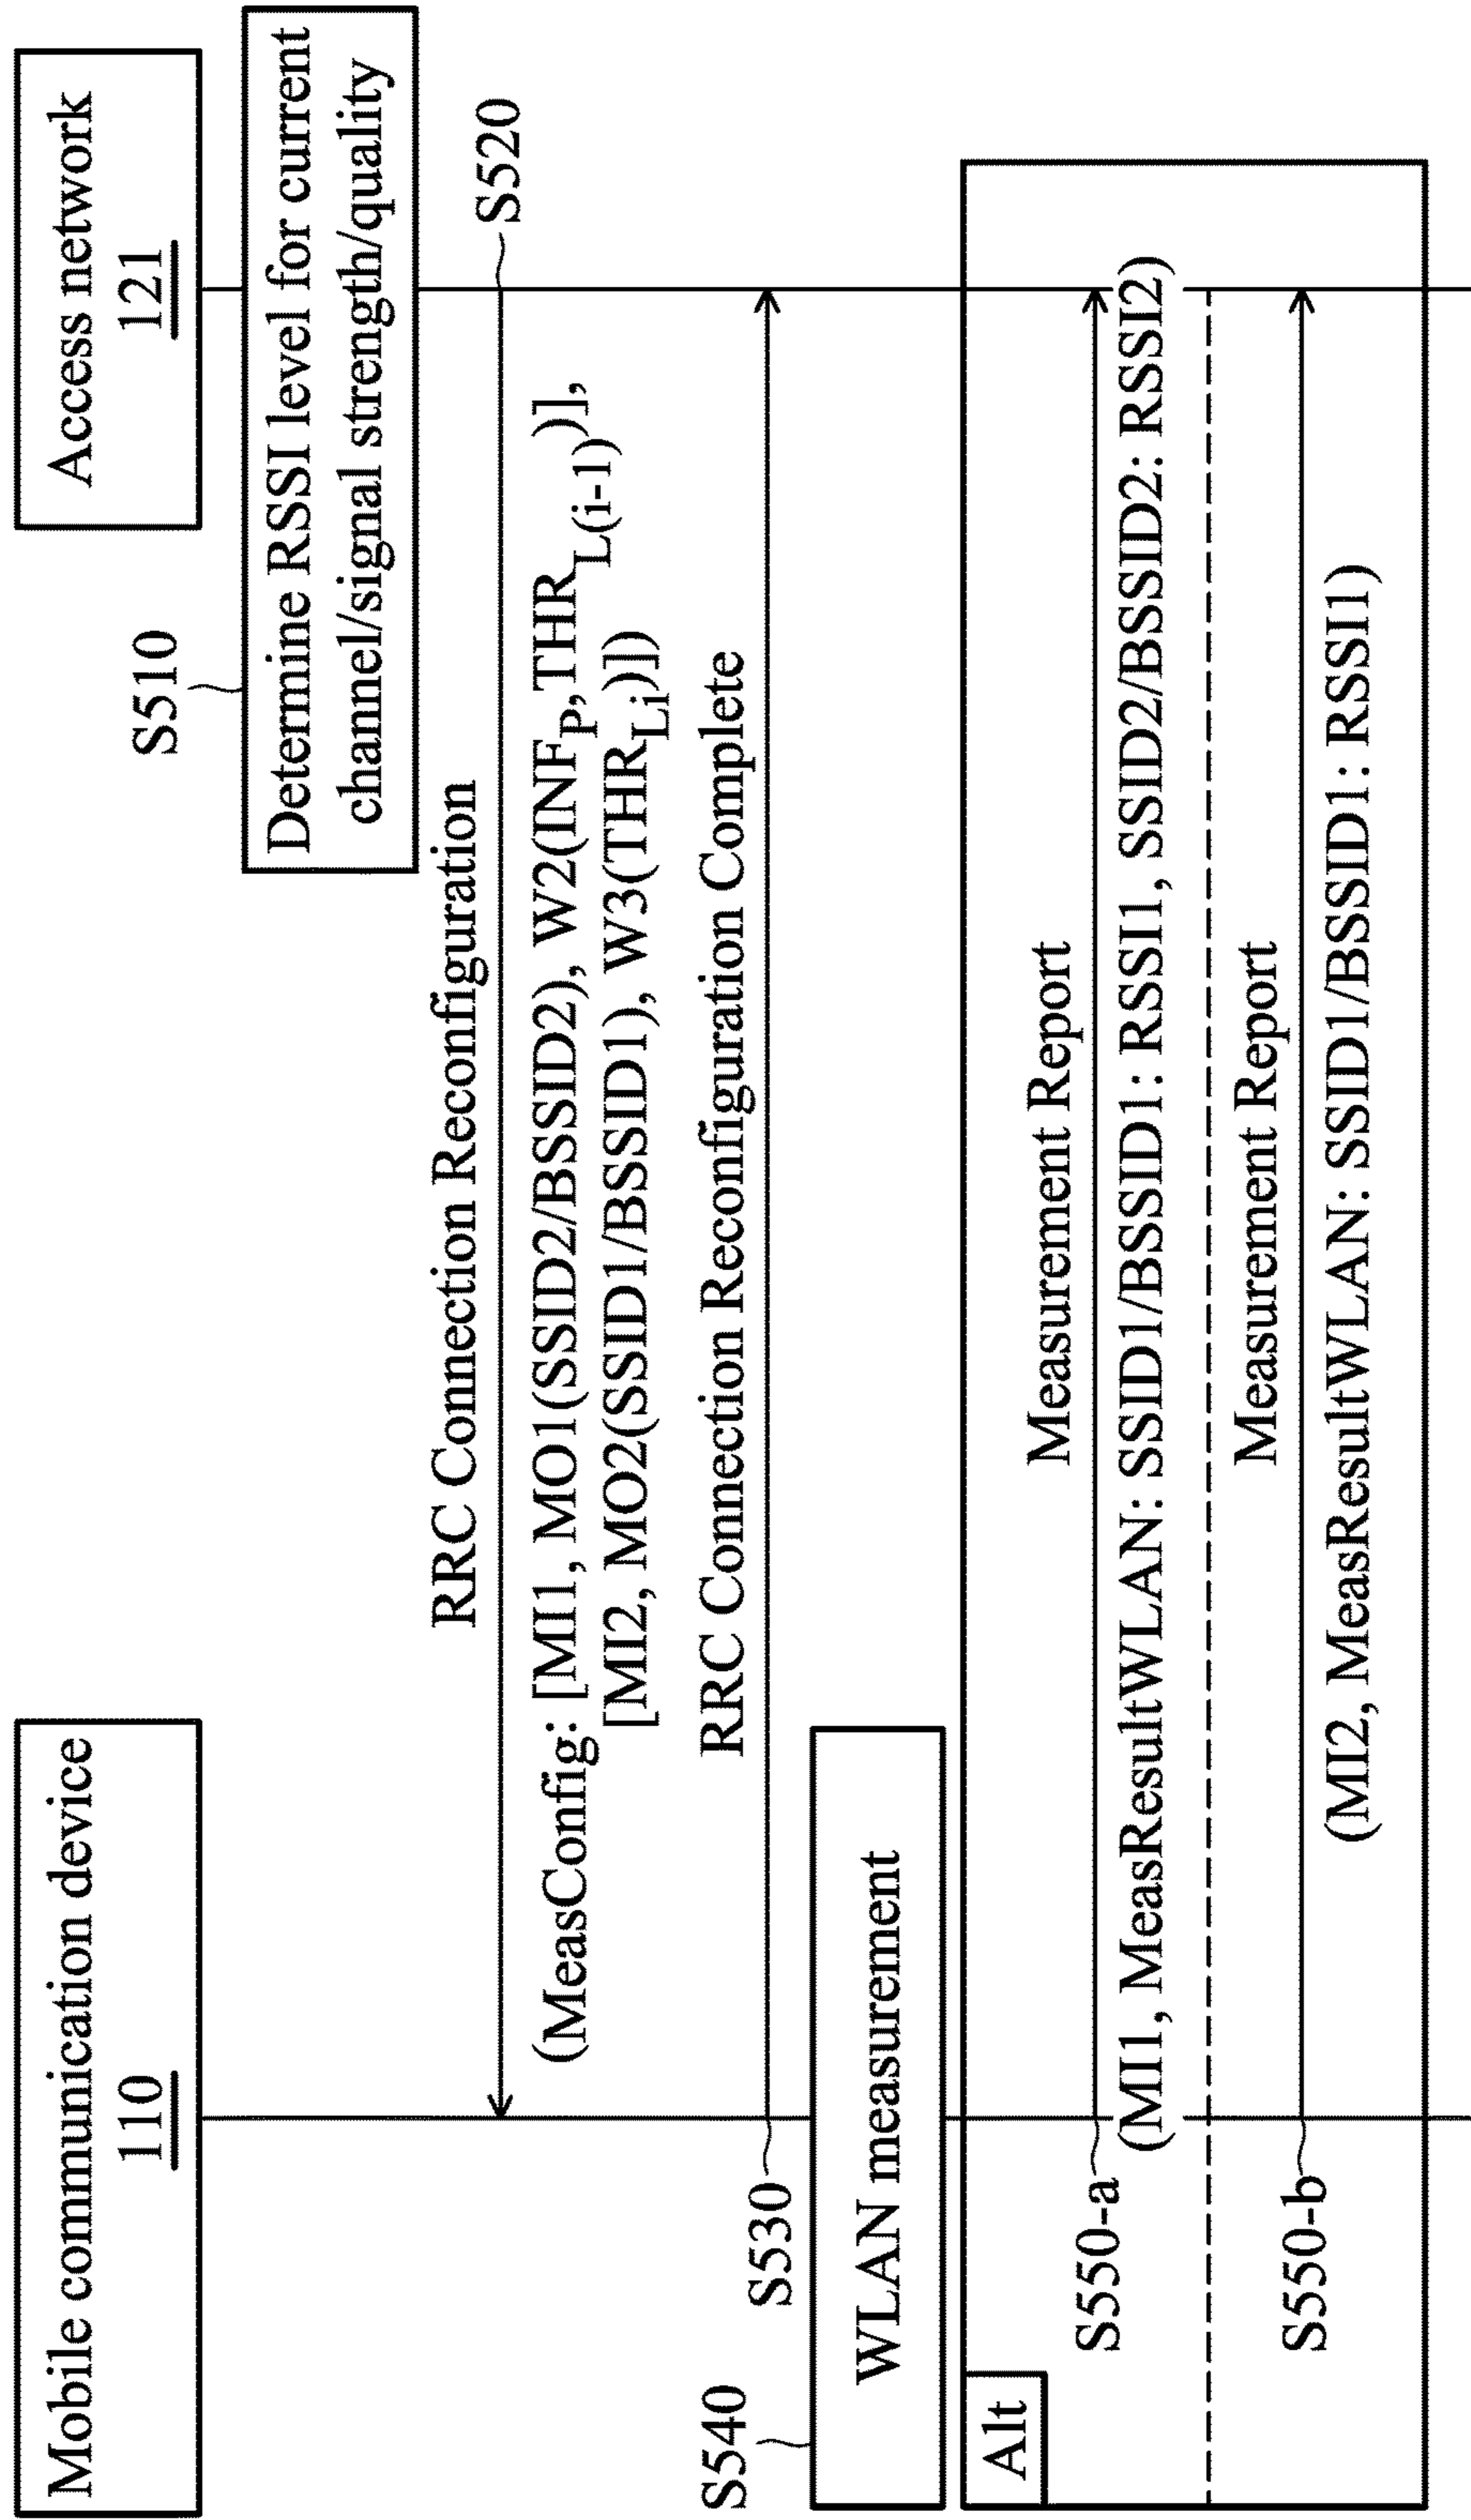 Mobile communication device
110
Access network
121
S510
Determine RSSI level for current
channel/signal strength/quality
RRC Connection Reconfiguration
S520
(MeasConfig: [MI1, MO1(SSID2/BSSID2), W2(INF_P,THR_L(i-1))],
[MI2, MO2(SSID1/BSSID1), W3(THR_Li)])
RRC Connection Reconfiguration Complete
S530
S540
WLAN measurement
Alt
Measurement Report
S550-a
(MI1, MeasResultWLAN: SSID1/BSSID1: RSSI1, SSID2/BSSID2: RSSI2)
Measurement Report
S550-b
(MI2, MeasResultWLAN: SSID1/BSSID1: RSSI1)